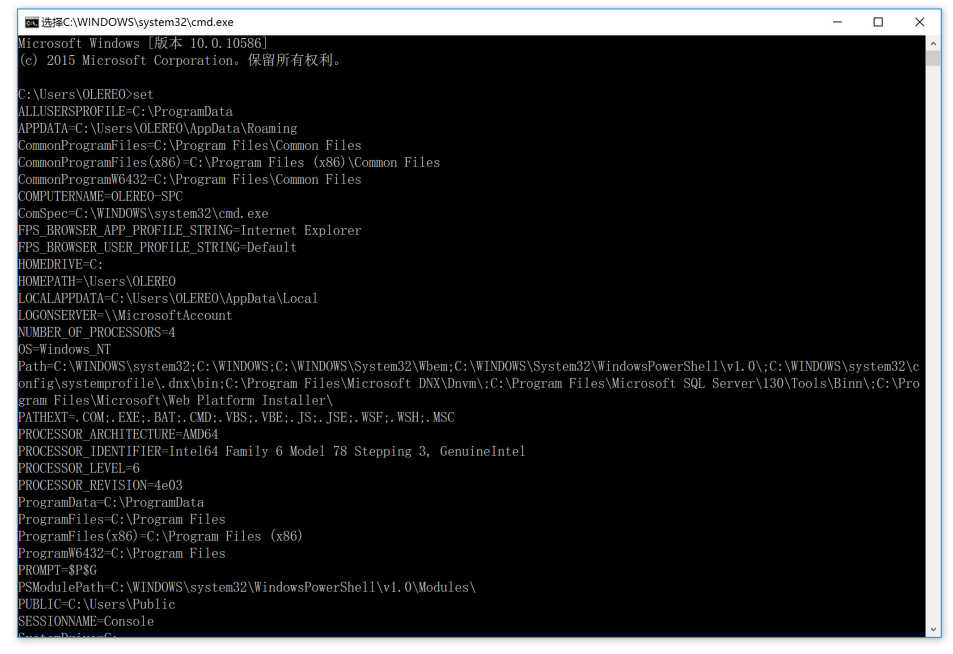 选择C:\WINDOWS\system32\cmd.exe
Microsoft Windows [版本 10.0.10586]
(c) 2015 Microsoft Corporation。保留所有权利。
C:\Users\OLEREO>set
ALLUSERSPROFILE=C:\ProgramData
APPDATA=C:\Users\OLEREO\AppData\Roaming
CommonProgramFiles=C:\Program Files\Common Files
CommonProgramFiles(x86)=C:\Program Files (x86)\Common Files
CommonProgramW6432=C:\Program Files\Common Files
COMPUTERNAME=OLEREO-SPC
ComSpec=C:\WINDOWS\system32\cmd.exe
FPS_BROWSER_APP_PROFILE_STRING=Internet Explorer
FPS_BROWSER_USER_PROFILE_STRING=Default
HOMEDRIVE=C:
HOMEPATH=\Users\OLEREO
LOCALAPPDATA=C:\Users\OLEREO\AppData\Local
LOGONSERVER=\\MicrosoftAccount
NUMBER_OF_PROCESSORS=4
OS=Windows_NT
Path=C:\WINDOWS\system32;C:\WINDOWS;C:\WINDOWS\System32\Wbem;C:\WINDOWS\System32\WindowsPowerShell\v1.0\;C:\WINDOWS\system32\c
onfig\systemprofile\.dnx\bin;C:\Program Files\Microsoft DNX\Dnvm\;C:\Program Files\Microsoft SQL Server\130\Tools\Binn\;C:\Pro
gram Files\Microsoft\Web Platform Installer\
PATHEXT=.COM;.EXE;.BAT;.CMD;.VBS;.VBE;.JS;.JSE;.WSF;.WSH;.MSC
PROCESSOR_ARCHITECTURE=AMD64
PROCESSOR_IDENTIFIER=Intel64 Family 6 Model 78 Stepping 3, GenuineIntel
PROCESSOR_LEVEL=6
PROCESSOR_REVISION=4e03
ProgramData=C:\ProgramData
ProgramFiles=C:\Program Files
ProgramFiles(x86)=C:\Program Files (x86)
ProgramW6432=C:\Program Files
PROMPT=$P$G
PSModulePath=C:\WINDOWS\system32\WindowsPowerShell\v1.0\Modules\
PUBLIC=C:\Users\Public
SESSIONNAME=Console
SystemDrive=C: